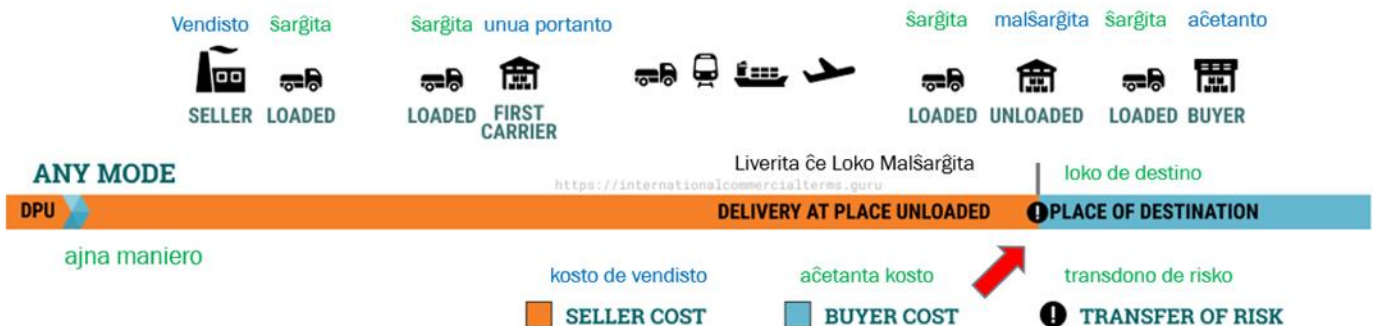 Vendisto ŝarĝita ŝarĝita unua portanto ŝarĝita malŝarĝita ŝarĝita aĉetanto
SELLER LOADED LOADED FIRST CARRIER LOADED UNLOADED LOADED BUYER
Liverita ĉe Loko Malŝarĝita loko de destino
ANY MODE
https://internationalcommercialterms.guru
DPU DELIVERY AT PLACE UNLOADED PLACE OF DESTINATION
ajna maniero
kosto de vendisto aĉetanta kosto transdono de risko
SELLER COST BUYER COST TRANSFER OF RISK